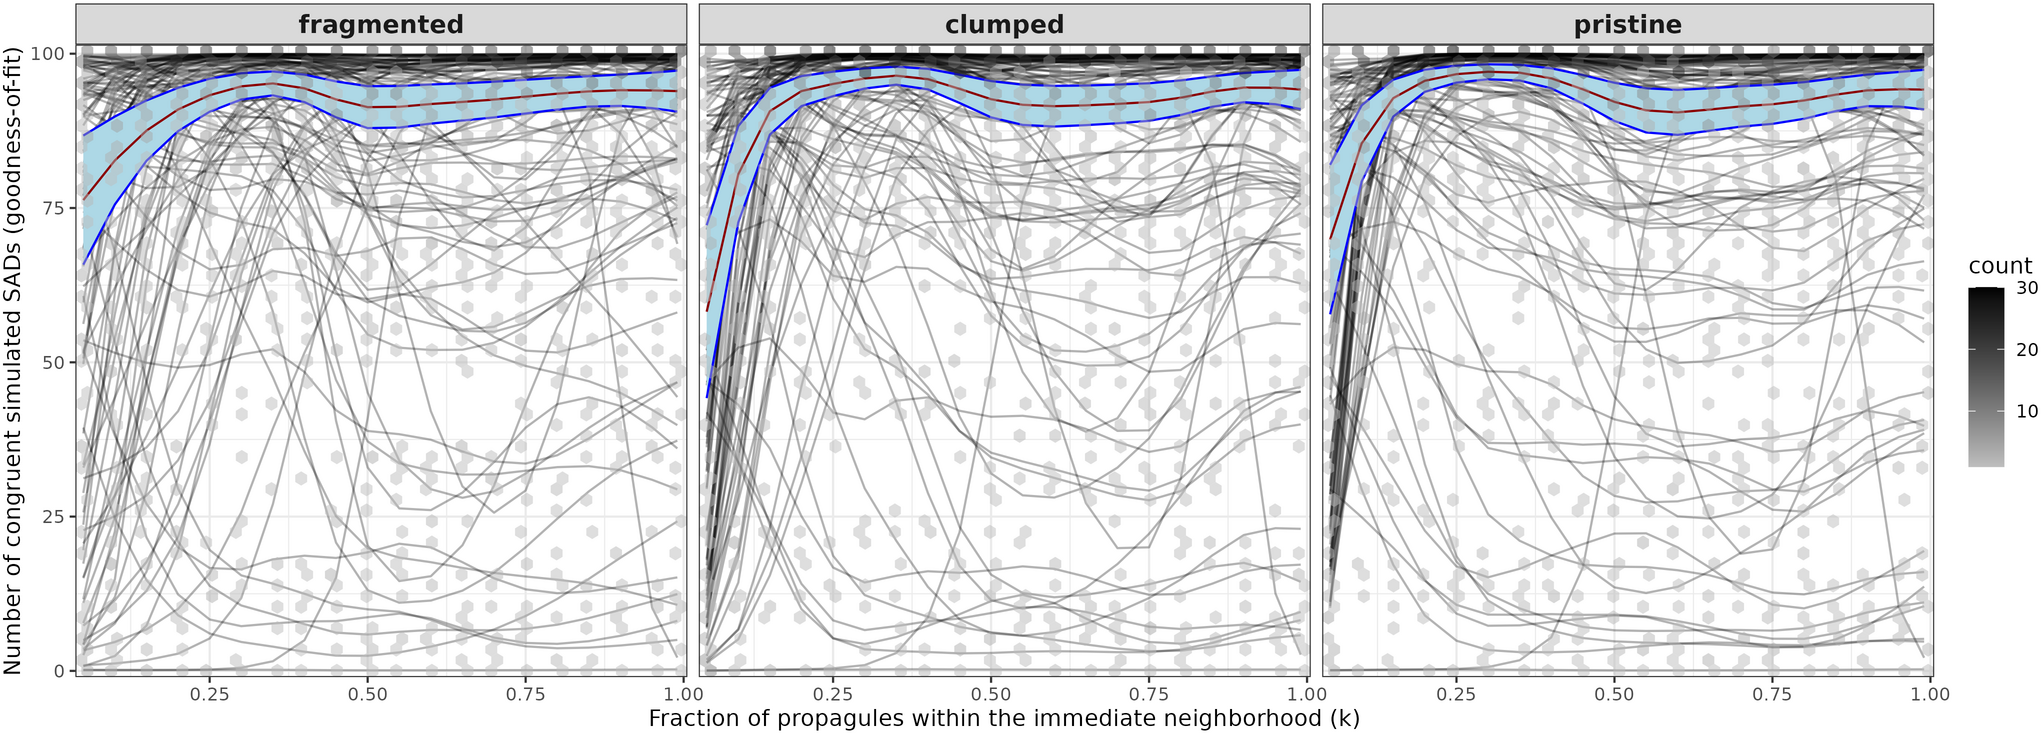 fragmented
clumped
pristine
Number of congruent simulated SADs (goodness-of-fit)
100
75
50
25
0
0.25 0.50 0.75 1.00
0.25 0.50 0.75 1.00
0.25 0.50 0.75 1.00
Fraction of propagules within the immediate neighborhood (k)
count
30
20
10